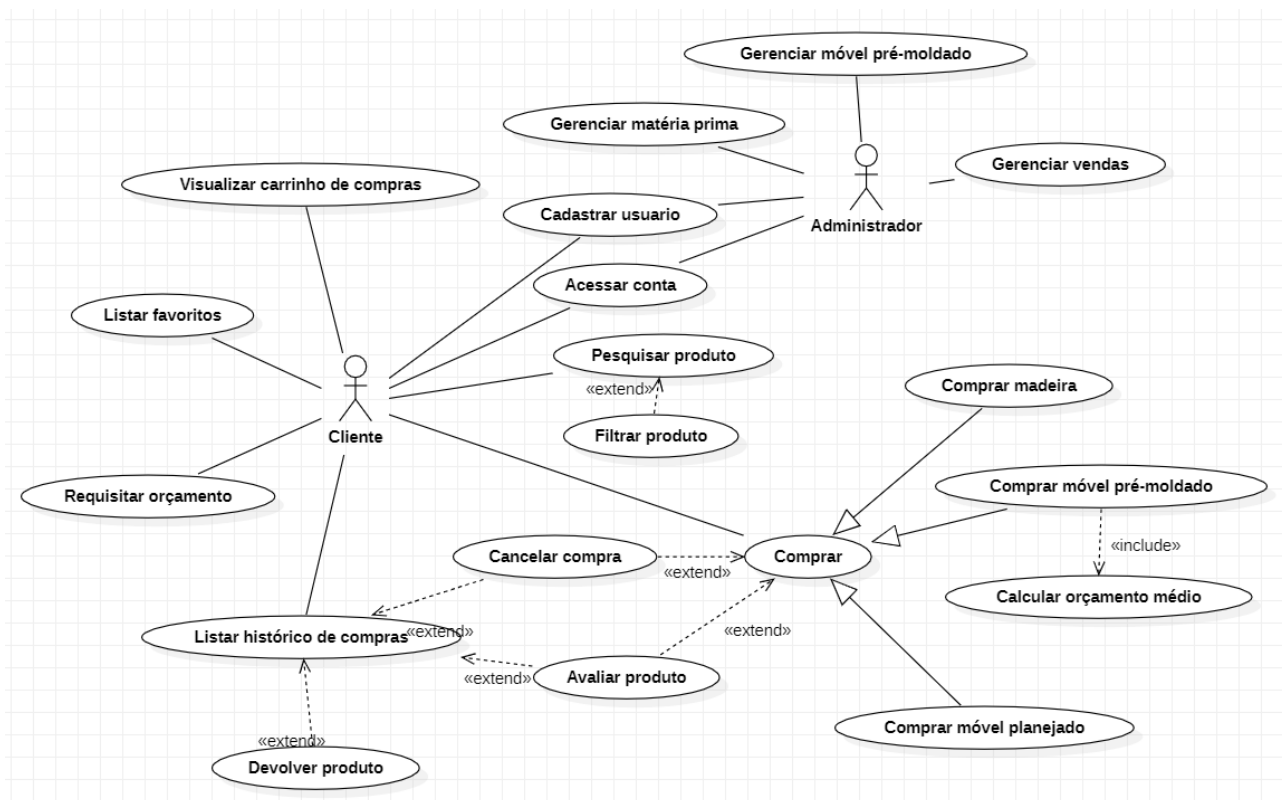 Gerenciar móvel pré-moldado
Gerenciar matéria prima
Gerenciar vendas
Visualizar carrinho de compras
Cadastrar usuario
Administrador
Acessar conta
Listar favoritos
Pesquisar produto
«extend»
Comprar madeira
Filtrar produto
Cliente
Requisitar orçamento
Comprar móvel pré-moldado
Cancelar compra
«extend»
Comprar
«include»
Calcular orçamento médio
Listar histórico de compras
«extend»
«extend»
«extend»
Avaliar produto
Comprar móvel planejado
«extend»
Devolver produto